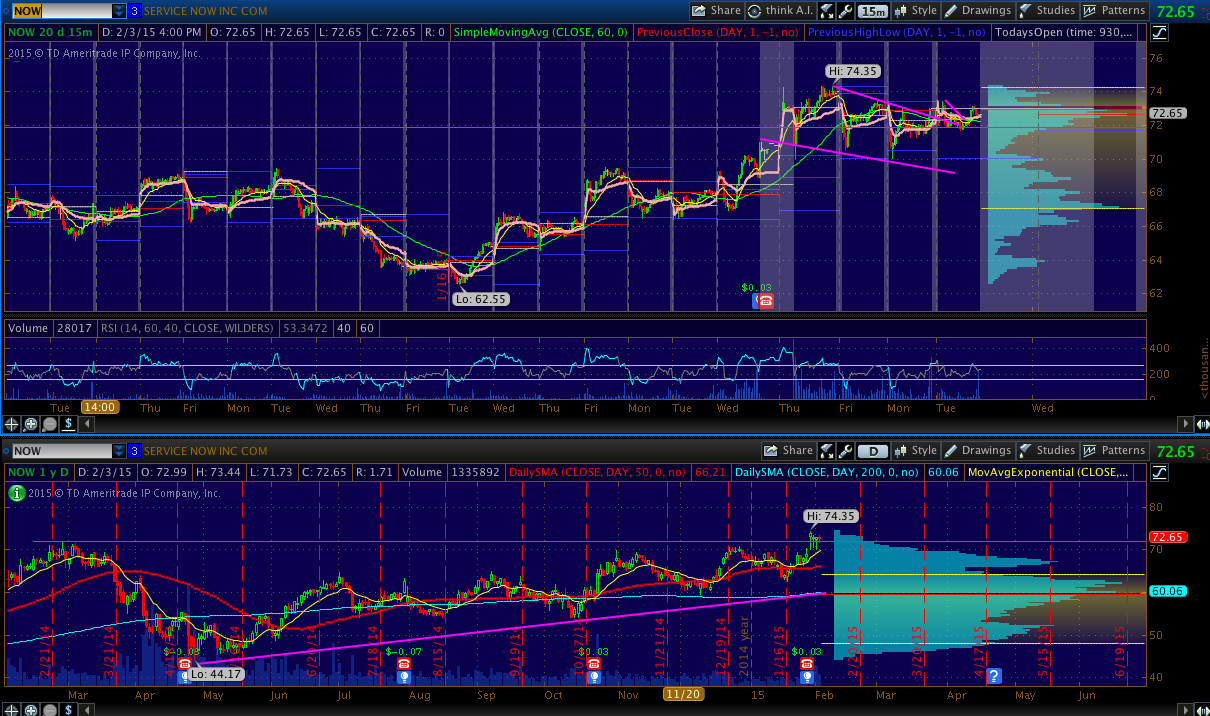 NOW 3 SERVICE NOW INC COM Share think A.I. 15m Style Drawings Studies Patterns 72.65
NOW 20 d 15m D: 2/3/15 4:00 PM O: 72.65 H: 72.65 L: 72.65 C: 72.65 R: 0 SimpleMovingAvg (CLOSE, 60, 0) PreviousClose (DAY, 1, -1, no) PreviousHighLow (DAY, 1, -1, no) TodaysOpen (time: 930,...
2015 © TD Ameritrade IP Company, Inc.
76
Hi: 74.35
74
72.65
72
70
68
66
64
1/16
$0.03
Lo: 62.55
62
Volume 28017 RSI (14, 60, 40, CLOSE, WILDERS) 53.3472 40 60
400
200
0
<thousan...
Tue 14:00 Thu Fri Mon Tue Wed Thu Fri Tue Wed Thu Fri Mon Tue Wed Thu Fri Mon Tue Wed
$
NOW 3 SERVICE NOW INC COM Share D Style Drawings Studies Patterns 72.65
NOW 1 y D D: 2/3/15 O: 72.99 H: 73.44 L: 71.73 C: 72.65 R: 1.71 Volume 1335892 DailySMA (CLOSE, DAY, 50, 0, no) 66.21 DailySMA (CLOSE, DAY, 200, 0, no) 60.06 MovAvgExponential (CLOSE,...
2015 © TD Ameritrade IP Company, Inc.
80
Hi: 74.35
72.65
70
60.06
50
2/21/14 3/21/14 6/20/14 7/18/14 8/15/14 9/19/14 10/17/14 11/21/14 12/19/14 2014 year 1/16/15 2/20/15 3/20/15 4/17/15 5/15/15 6/19/15
$-0.07 $0.03 $0.03
Lo: 44.17
?
40
Mar Apr May Jun Jul Aug Sep Oct Nov 11/20 15 Feb Mar Apr May Jun
$